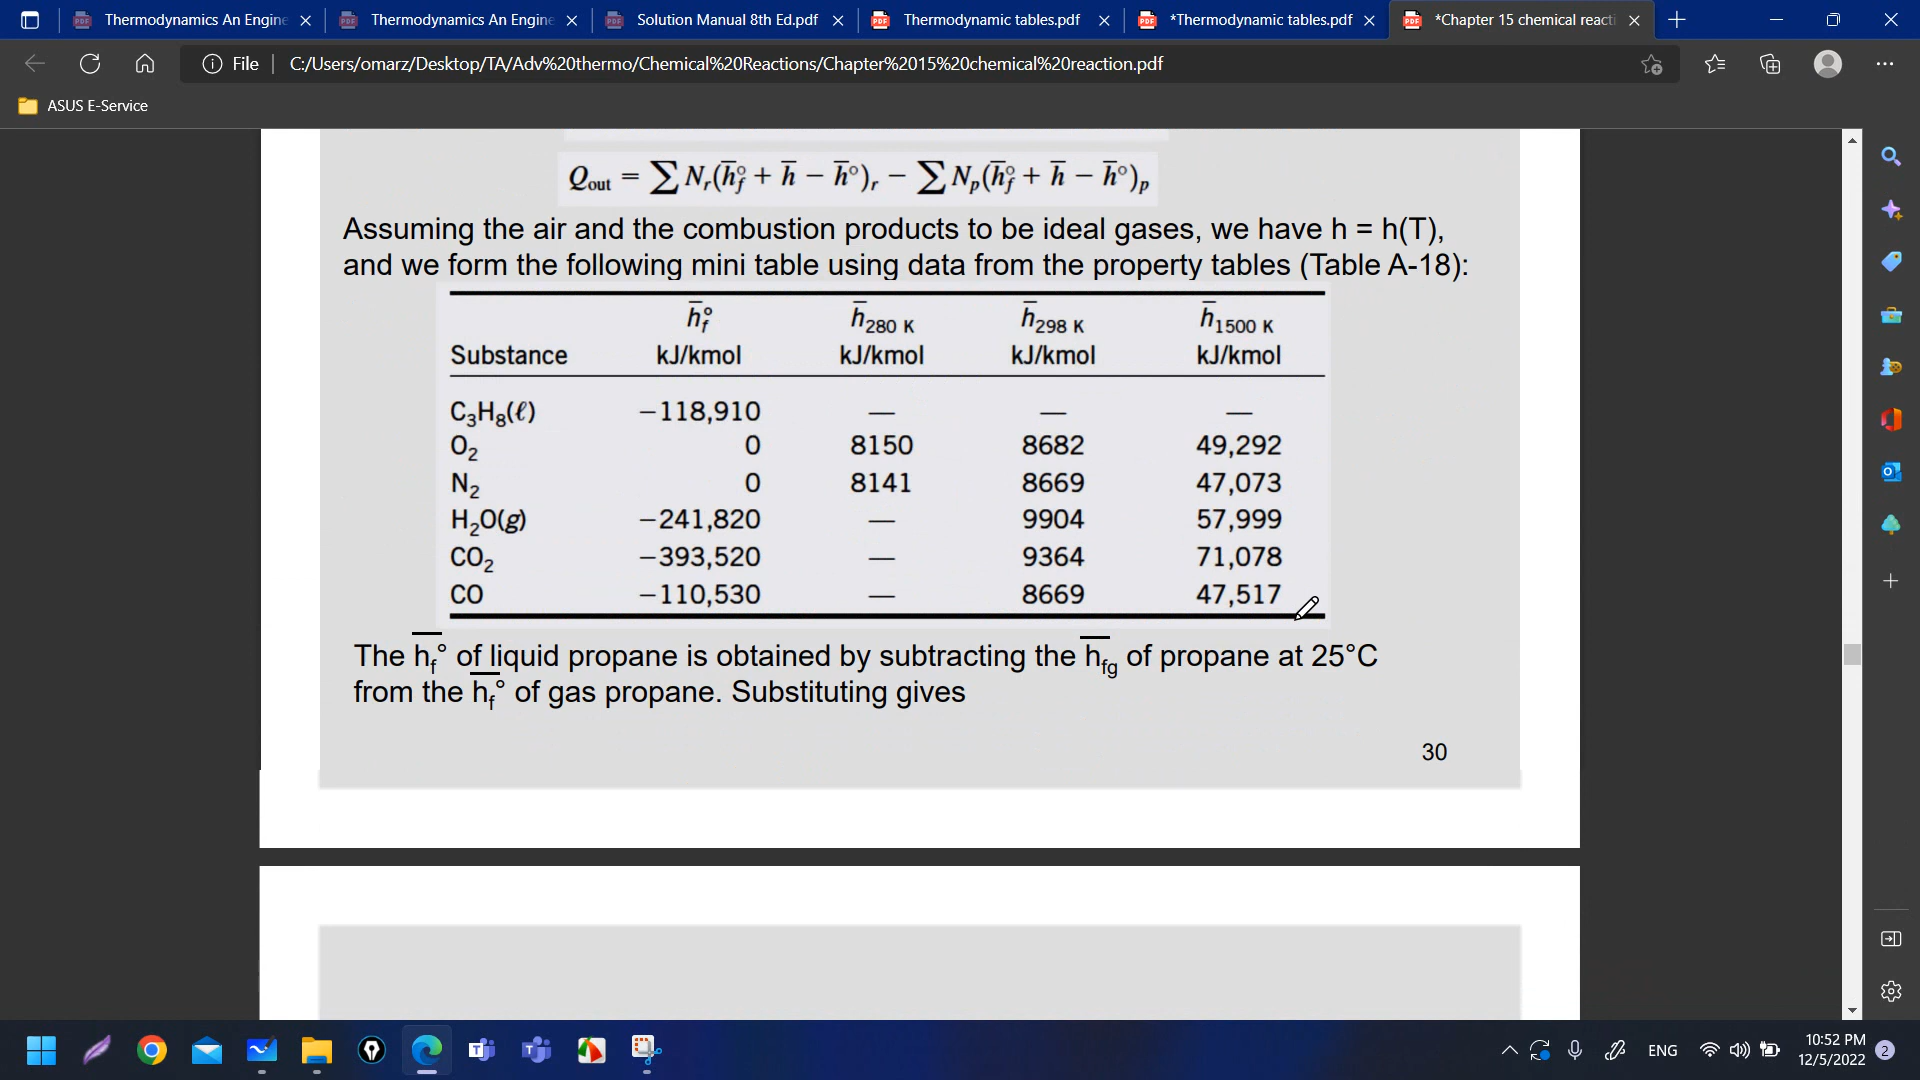 Thermodynamics An Engine
Thermodynamics An Engine
Solution Manual 8th Ed.pdf
Thermodynamic tables.pdf
*Thermodynamic tables.pdf
*Chapter 15 chemical reacti
File
C:/Users/omarz/Desktop/TA/Adv%20thermo/Chemical%20Reactions/Chapter%2015%20chemical%20reaction.pdf
ASUS E-Service
Q_out = ∑ N_r(h̄°_f + h̄ − h̄°)_r − ∑ N_p(h̄°_f + h̄ − h̄°)_p
Assuming the air and the combustion products to be ideal gases, we have h = h(T),
and we form the following mini table using data from the property tables (Table A-18):
h̄°_f h̄_280 K h̄_298 K h̄_1500 K
Substance kJ/kmol kJ/kmol kJ/kmol kJ/kmol
C₃H₈(ℓ) −118,910 — — —
O₂ 0 8150 8682 49,292
N₂ 0 8141 8669 47,073
H₂O(g) −241,820 — 9904 57,999
CO₂ −393,520 — 9364 71,078
CO −110,530 — 8669 47,517
The h̄_f° of liquid propane is obtained by subtracting the h̄_fg of propane at 25°C
from the h̄_f° of gas propane. Substituting gives
30
ENG
10:52 PM
12/5/2022
2